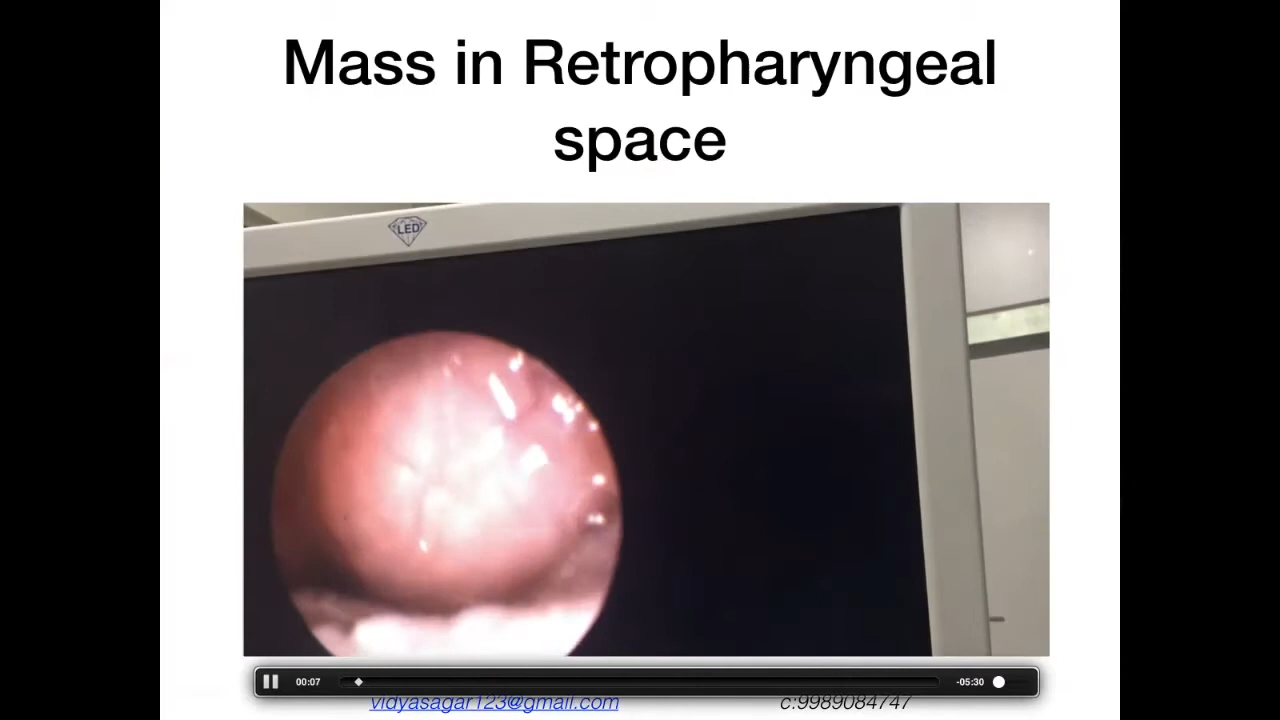 Mass in Retropharyngeal
space
LED
00:07
-05:30
vidyasagar123@gmail.com
c:9989084747